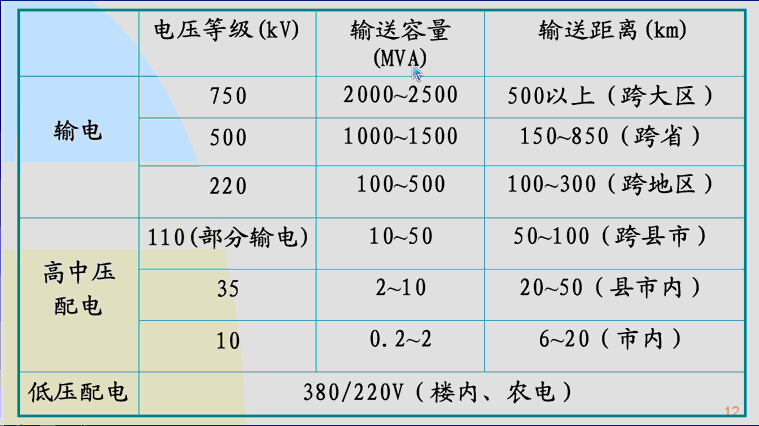 电压等级(kV) 输送容量(MVA) 输送距离(km)
输电
750 2000~2500 500以上（跨大区）
500 1000~1500 150~850（跨省）
220 100~500 100~300（跨地区）
高中压配电
110(部分输电) 10~50 50~100（跨县市）
35 2~10 20~50（县市内）
10 0.2~2 6~20（市内）
低压配电 380/220V（楼内、农电）
12